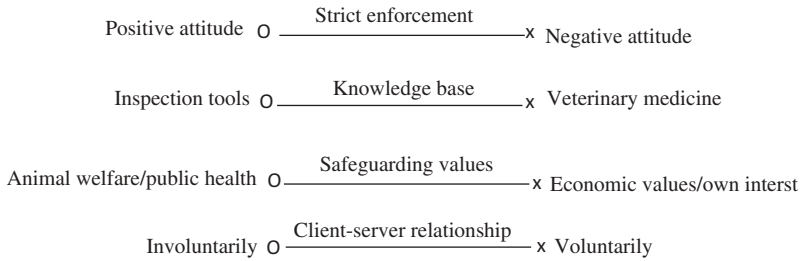 Strict enforcement
Positive attitude O x Negative attitude
Knowledge base
Inspection tools O x Veterinary medicine
Safeguarding values
Animal welfare/public health O x Economic values/own interst
Client-server relationship
Involuntarily O x Voluntarily